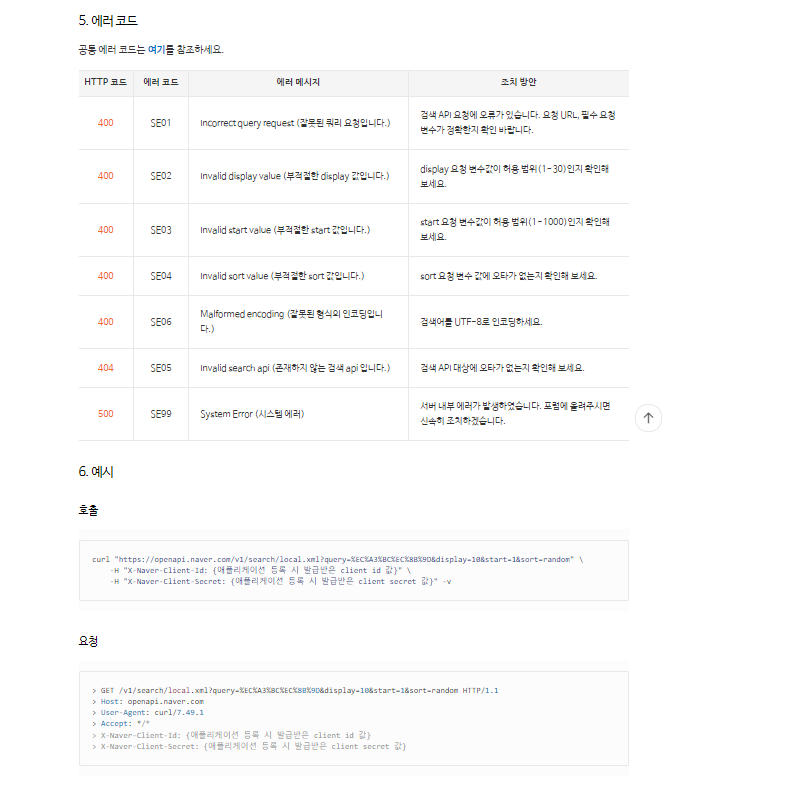 5. 에러 코드
공통 에러 코드는 여기를 참조하세요.
HTTP 코드 에러 코드 에러 메시지 조치 방안
400 SE01 Incorrect query request (잘못된 쿼리 요청입니다.) 검색 API 요청에 오류가 있습니다. 요청 URL, 필수 요청
변수가 정확한지 확인 바랍니다.
400 SE02 Invalid display value (부적절한 display 값입니다.) display 요청 변수값이 허용 범위(1~30)인지 확인해
보세요.
400 SE03 Invalid start value (부적절한 start 값입니다.) start 요청 변수값이 허용 범위(1~1000)인지 확인해
보세요.
400 SE04 Invalid sort value (부적절한 sort 값입니다.) sort 요청 변수 값에 오타가 없는지 확인해 보세요.
400 SE06 Malformed encoding (잘못된 형식의 인코딩입니
다.) 검색어를 UTF-8로 인코딩하세요.
404 SE05 Invalid search api (존재하지 않는 검색 api 입니다.) 검색 API 대상에 오타가 없는지 확인해 보세요.
500 SE99 System Error (시스템 에러) 서버 내부 에러가 발생하였습니다. 포럼에 올려주시면
신속히 조치하겠습니다.
6. 예시
호출
curl "https://openapi.naver.com/v1/search/local.xml?query=%EC%A3%BC%EC%8B%9D&display=10&start=1&sort=random" \
-H "X-Naver-Client-Id: {애플리케이션 등록 시 발급받은 client id 값}" \
-H "X-Naver-Client-Secret: {애플리케이션 등록 시 발급받은 client secret 값}" -v
요청
> GET /v1/search/local.xml?query=%EC%A3%BC%EC%8B%9D&display=10&start=1&sort=random HTTP/1.1
> Host: openapi.naver.com
> User-Agent: curl/7.49.1
> Accept: */*
> X-Naver-Client-Id: {애플리케이션 등록 시 발급받은 client id 값}
> X-Naver-Client-Secret: {애플리케이션 등록 시 발급받은 client secret 값}